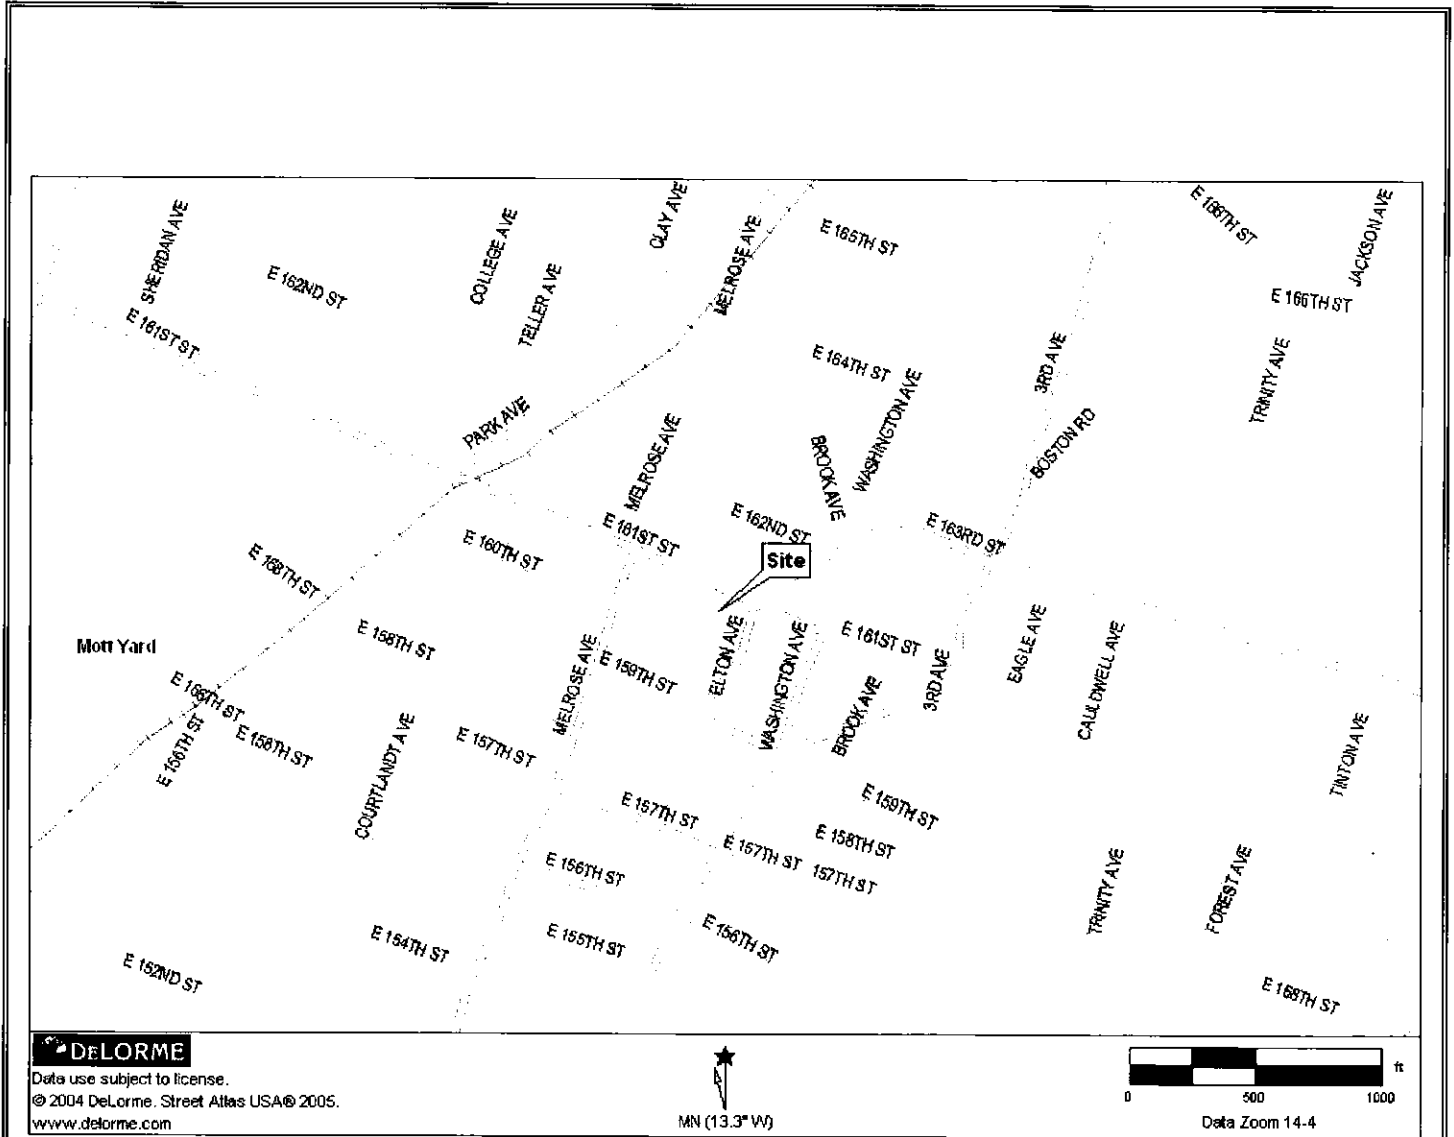 SHERIDAN AVE
COLLEGE AVE
CLAY AVE
MELROSE AVE
E 165TH ST
E 166TH ST
JACKSON AVE
E 162ND ST
TELLER AVE
E 166TH ST
E 161ST ST
E 164TH ST
3RD AVE
TRINITY AVE
WASHINGTON AVE
PARK AVE
MELROSE AVE
BROOK AVE
BOSTON RD
E 161ST ST
E 162ND ST
E 163RD ST
E 160TH ST
Site
E 158TH ST
ELTON AVE
WASHINGTON AVE
E 161ST ST
EAGLE AVE
CAULDWELL AVE
Mott Yard
MELROSE AVE
E 159TH ST
3RD AVE
BROOK AVE
E 156TH ST
E 158TH ST
COURTLANDT AVE
E 157TH ST
TINTON AVE
E 157TH ST
E 159TH ST
E 157TH ST
E 158TH ST
157TH ST
E 156TH ST
TRINITY AVE
FOREST AVE
E 154TH ST
E 155TH ST
E 156TH ST
E 152ND ST
E 158TH ST
DELORME
Data use subject to license.
© 2004 DeLorme. Street Atlas USA® 2005.
www.delorme.com
MN (13.3° W)
ft
0 500 1000
Data Zoom 14-4